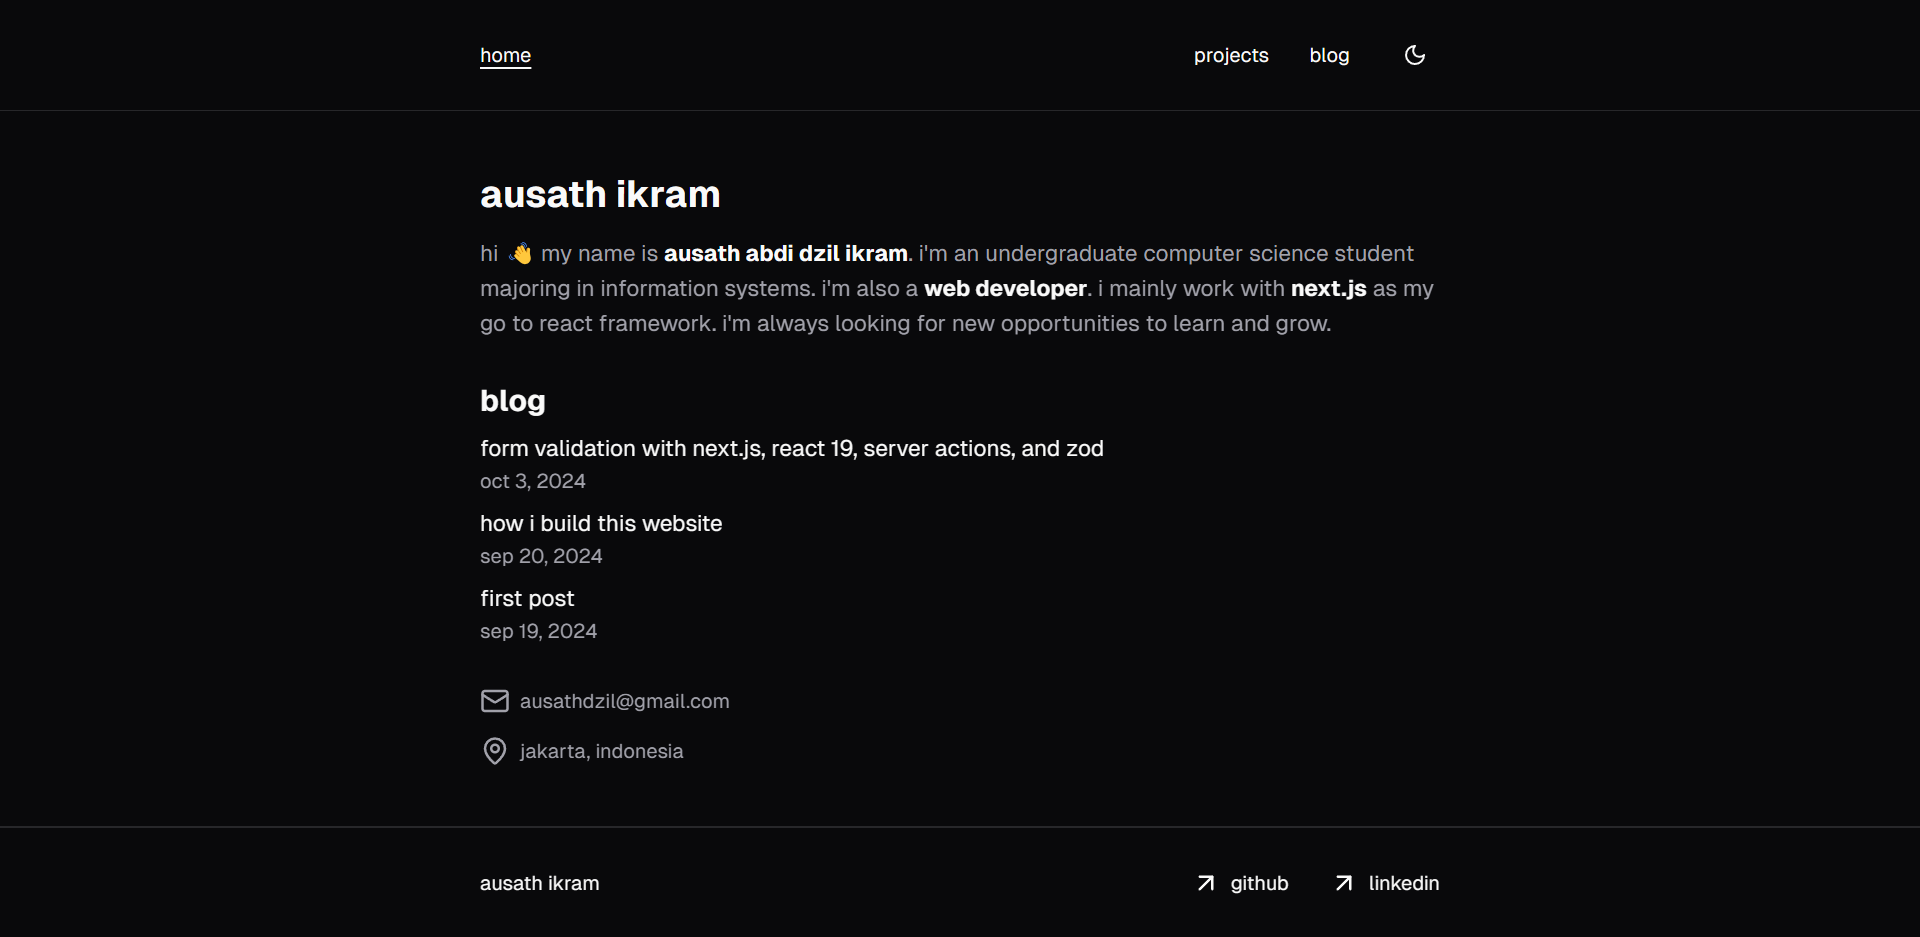 home
projects
blog
ausath ikram
hi 👋 my name is ausath abdi dzil ikram. i'm an undergraduate computer science student
majoring in information systems. i'm also a web developer. i mainly work with next.js as my
go to react framework. i'm always looking for new opportunities to learn and grow.
blog
form validation with next.js, react 19, server actions, and zod
oct 3, 2024
how i build this website
sep 20, 2024
first post
sep 19, 2024
ausathdzil@gmail.com
jakarta, indonesia
ausath ikram
github
linkedin